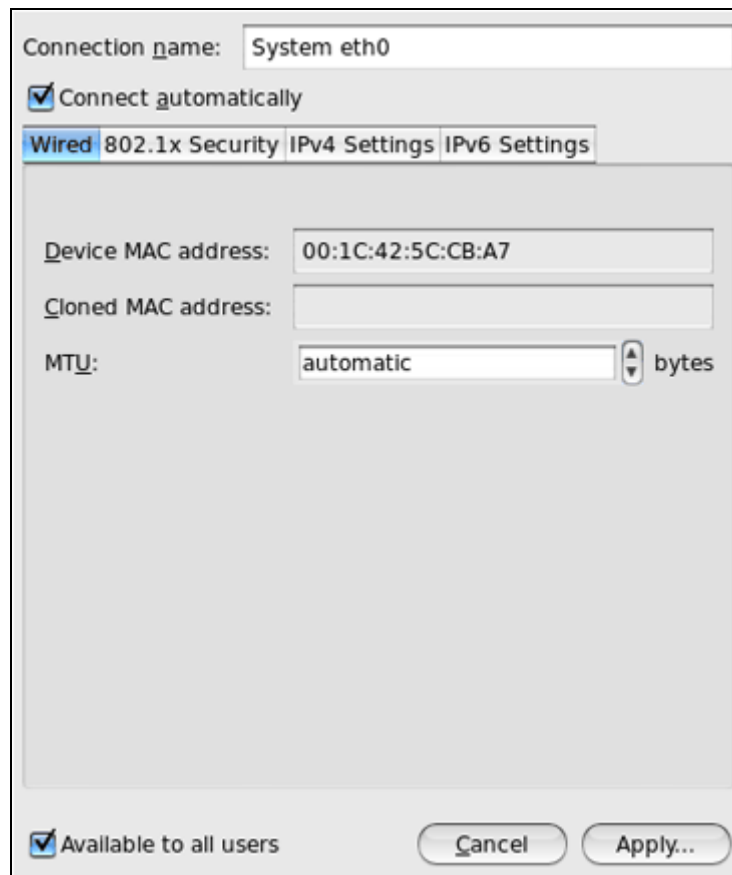 Connection name: System eth0
Connect automatically
Wired 802.1x Security IPv4 Settings IPv6 Settings
Device MAC address: 00:1C:42:5C:CB:A7
Cloned MAC address:
MTU: automatic bytes
Available to all users Cancel Apply...